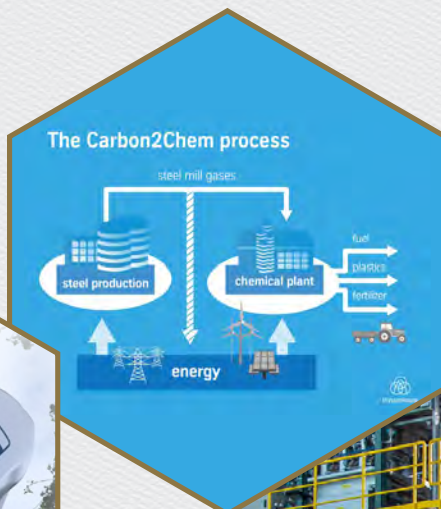 The Carbon2Chem process
steel mill gases
steel production
chemical plant
fuel
plastics
fertilizer
energy